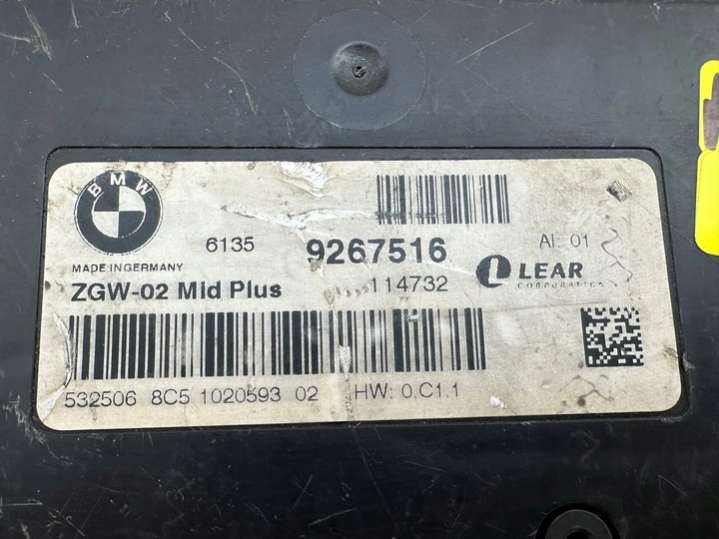 BMW
6135 9267516 AI: 01
MADE IN GERMANY
LEAR
CORPORATION
ZGW-02 Mid Plus 114732
532506 8C5 1020593 02 HW: 0.C1.1